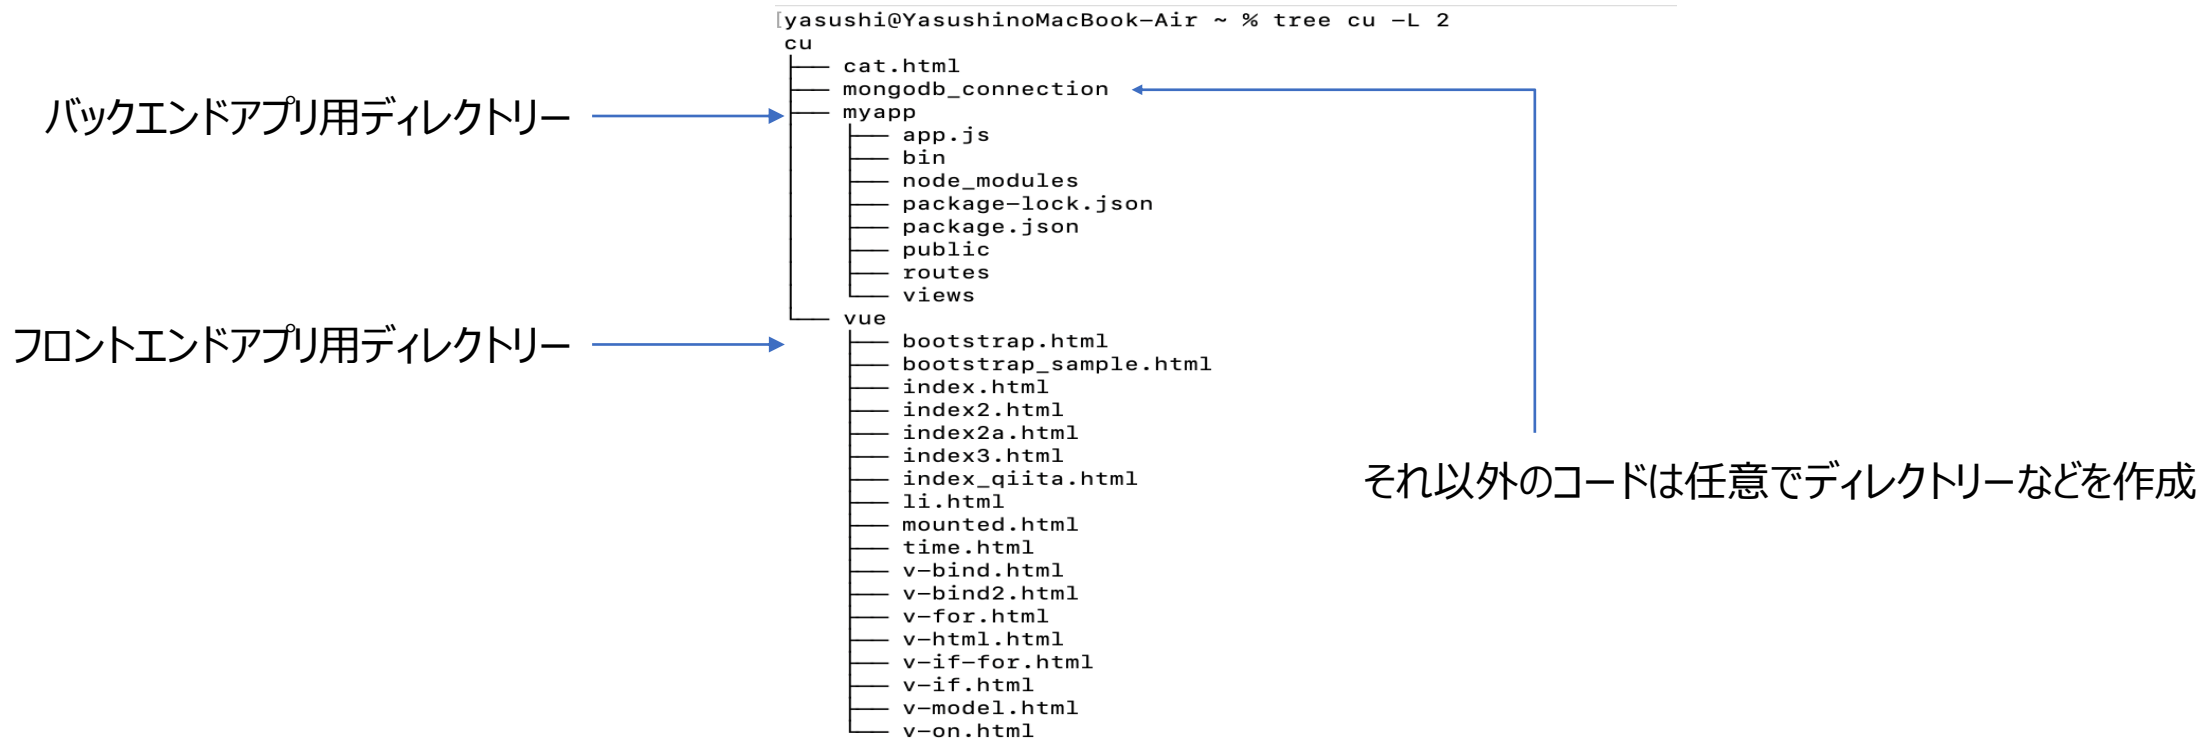 [yasushi@YasushinoMacBook-Air ~ % tree cu -L 2
cu
├── cat.html
├── mongodb_connection
├── myapp
│   ├── app.js
│   ├── bin
│   ├── node_modules
│   ├── package-lock.json
│   ├── package.json
│   ├── public
│   ├── routes
│   └── views
└── vue
    ├── bootstrap.html
    ├── bootstrap_sample.html
    ├── index.html
    ├── index2.html
    ├── index2a.html
    ├── index3.html
    ├── index_qiita.html
    ├── li.html
    ├── mounted.html
    ├── time.html
    ├── v-bind.html
    ├── v-bind2.html
    ├── v-for.html
    ├── v-html.html
    ├── v-if-for.html
    ├── v-if.html
    ├── v-model.html
    └── v-on.html
バックエンドアプリ用ディレクトリー
フロントエンドアプリ用ディレクトリー
それ以外のコードは任意でディレクトリーなどを作成